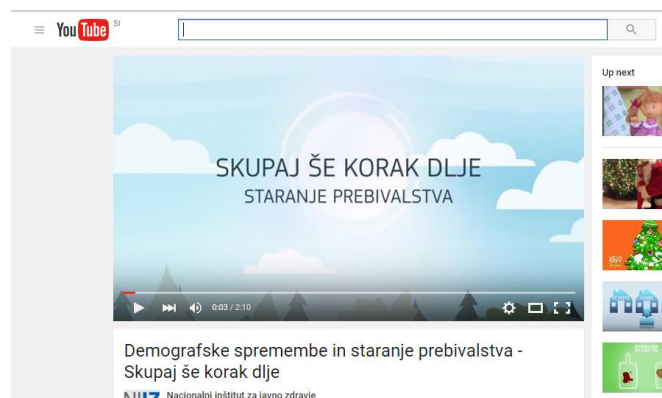 YouTube SI
SKUPAJ ŠE KORAK DLJE
STARANJE PREBIVALSTVA
0:03 / 2:10
Up next
Demografske spremembe in staranje prebivalstva -
Skupaj še korak dlje
NIJZ Nacionalni inštitut za javno zdravje